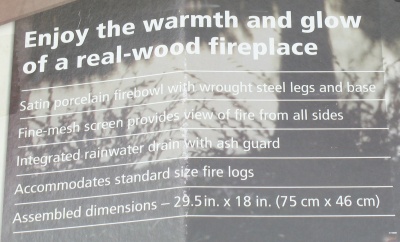 Enjoy the warmth and glow
of a real-wood fireplace
Satin porcelain firebowl with wrought steel legs and base
Fine-mesh screen provides view of fire from all sides
Integrated rainwater drain with ash guard
Accommodates standard size fire logs
Assembled dimensions – 29.5 in. x 18 in. (75 cm x 46 cm)